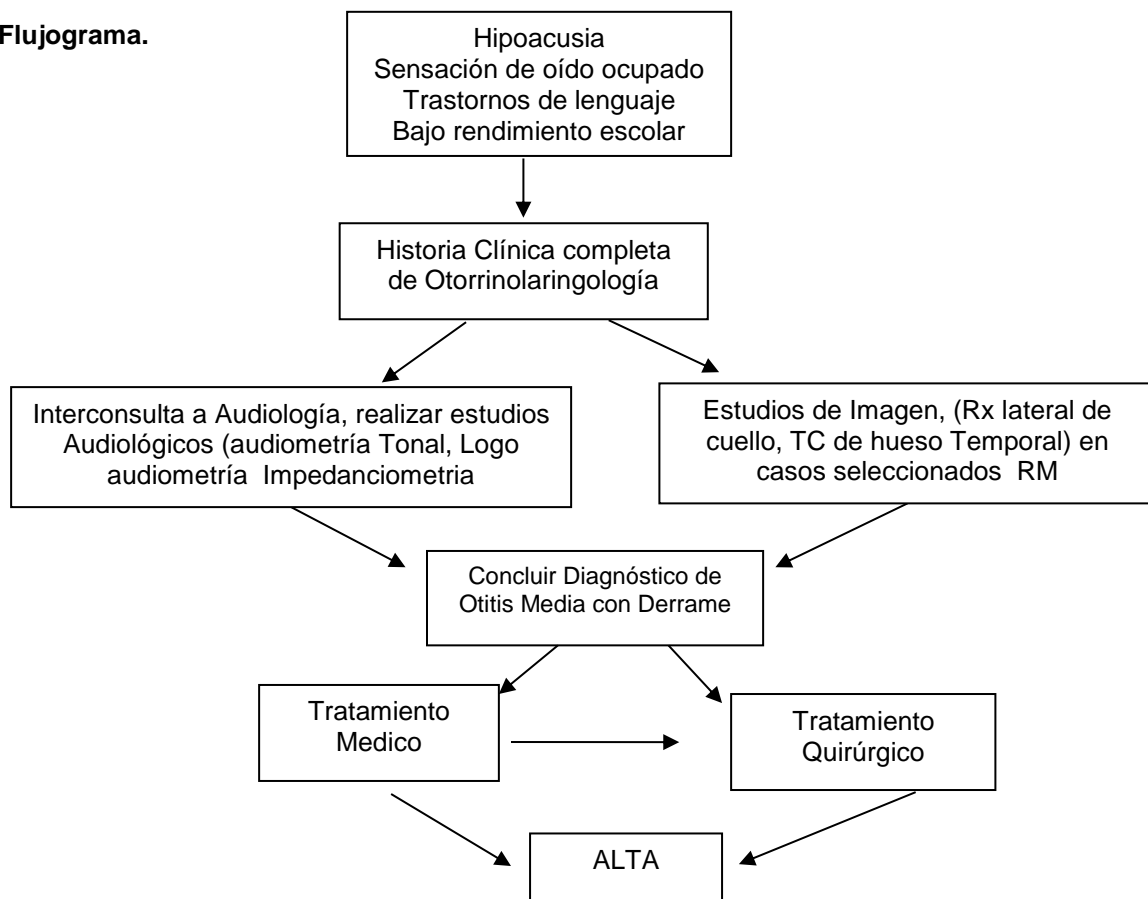 Flujograma.
Hipoacusia
Sensación de oído ocupado
Trastornos de lenguaje
Bajo rendimiento escolar
Historia Clínica completa
de Otorrinolaringología
Interconsulta a Audiología, realizar estudios
Audiológicos (audiometría Tonal, Logo
audiometría  Impedanciometria
Estudios de Imagen, (Rx lateral de
cuello, TC de hueso Temporal) en
casos seleccionados  RM
Concluir Diagnóstico de
Otitis Media con Derrame
Tratamiento
Medico
Tratamiento
Quirúrgico
ALTA